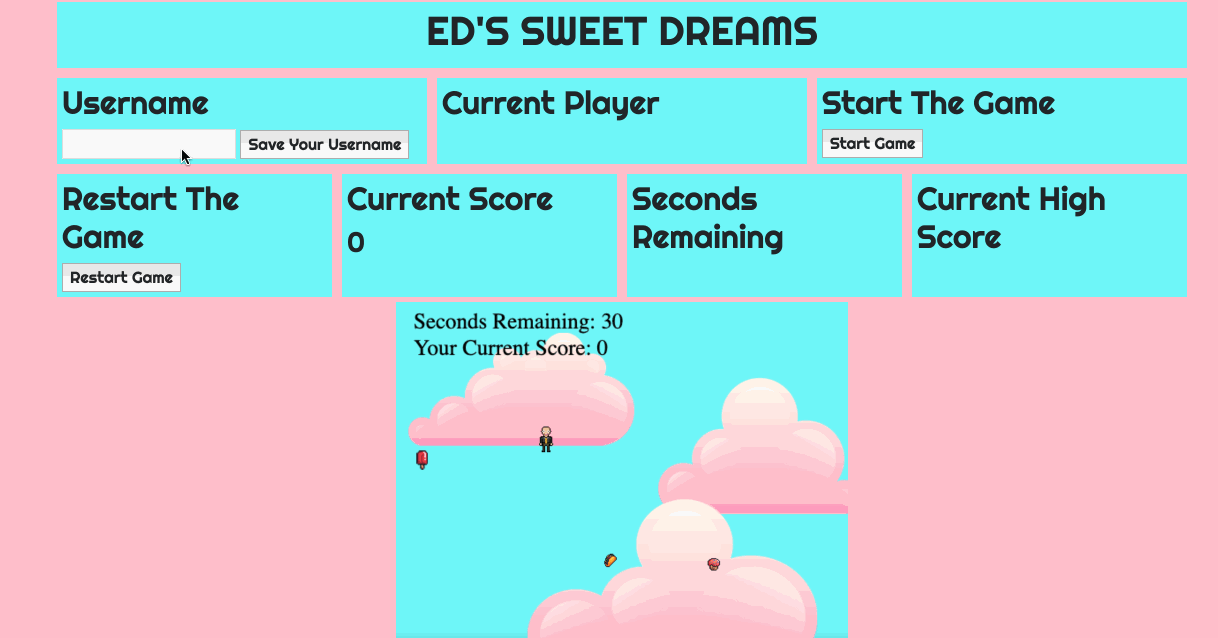 ED'S SWEET DREAMS
Username
Save Your Username
Current Player
Start The Game
Start Game
Restart The
Game
Restart Game
Current Score
0
Seconds
Remaining
Current High
Score
Seconds Remaining: 30
Your Current Score: 0